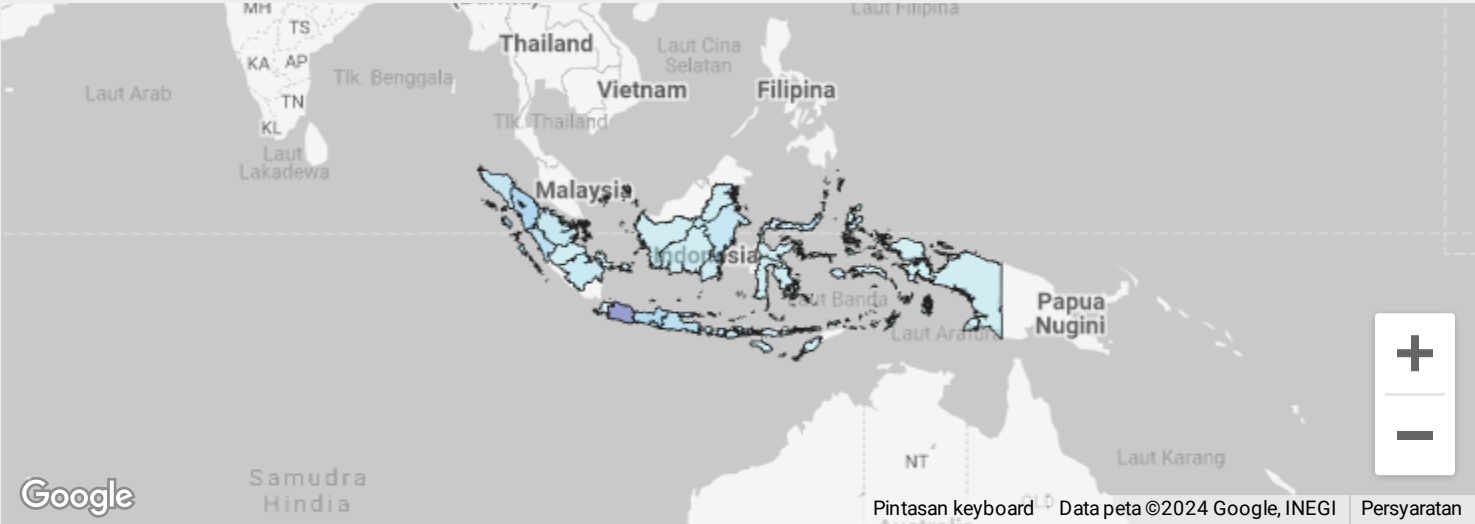 MH
Laut Filipina
TS
Thailand
Laut Cina
Selatan
KA
AP
Tlk. Benggala
Laut Arab
Vietnam
Filipina
TN
KL
Tlk. Thailand
Laut
Lakadewa
Malaysia
Indonesia
Laut Banda
Papua
Nugini
Laut Arafura
NT
Laut Karang
Samudra
Hindia
Google
QLD
Pintasan keyboard
Data peta ©2024 Google, INEGI
Persyaratan